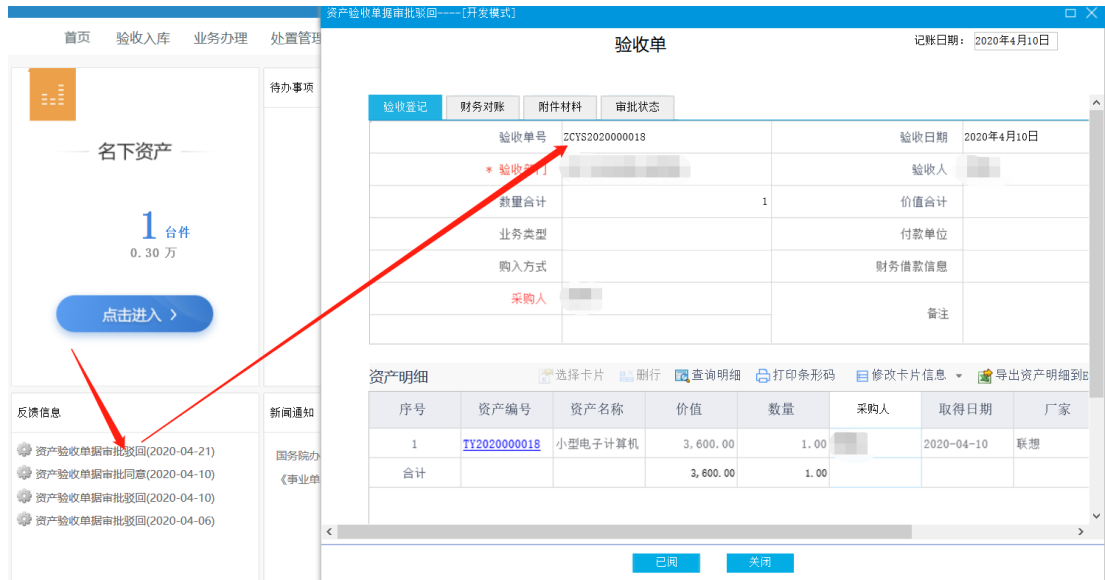 资产验收单据审批驳回----[开发模式]
首页 验收入库 业务办理 处置管理
验收单
记账日期： 2020年4月10日
名下资产
1 台件
0.30 万
点击进入
待办事项
反馈信息
资产验收单据审批驳回(2020-04-21)
资产验收单据审批同意(2020-04-10)
资产验收单据审批驳回(2020-04-10)
资产验收单据审批驳回(2020-04-06)
新闻通知
国务院办
《事业单
验收登记 财务对账 附件材料 审批状态
验收单号 ZCYS2020000018 验收日期 2020年4月10日
* 验收部门 验收人
数量合计 1 价值合计
业务类型 付款单位
购入方式 财务借款信息
采购人 备注
资产明细 选择卡片 删行 查询明细 打印条形码 修改卡片信息 导出资产明细到E
序号 资产编号 资产名称 价值 数量 采购人 取得日期 厂家
1 TY2020000018 小型电子计算机 3,600.00 1.00 2020-04-10 联想
合计 3,600.00 1.00
已阅 关闭